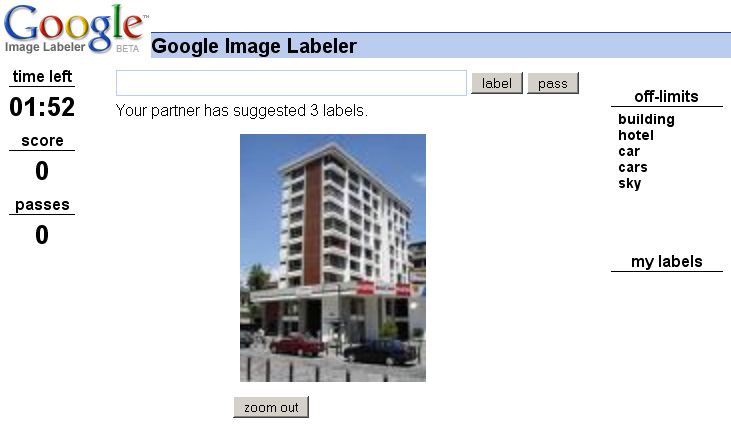 Google™
Image Labeler BETA
Google Image Labeler
time left
01:52
score
0
passes
0
label
pass
Your partner has suggested 3 labels.
zoom out
off-limits
building
hotel
car
cars
sky
my labels